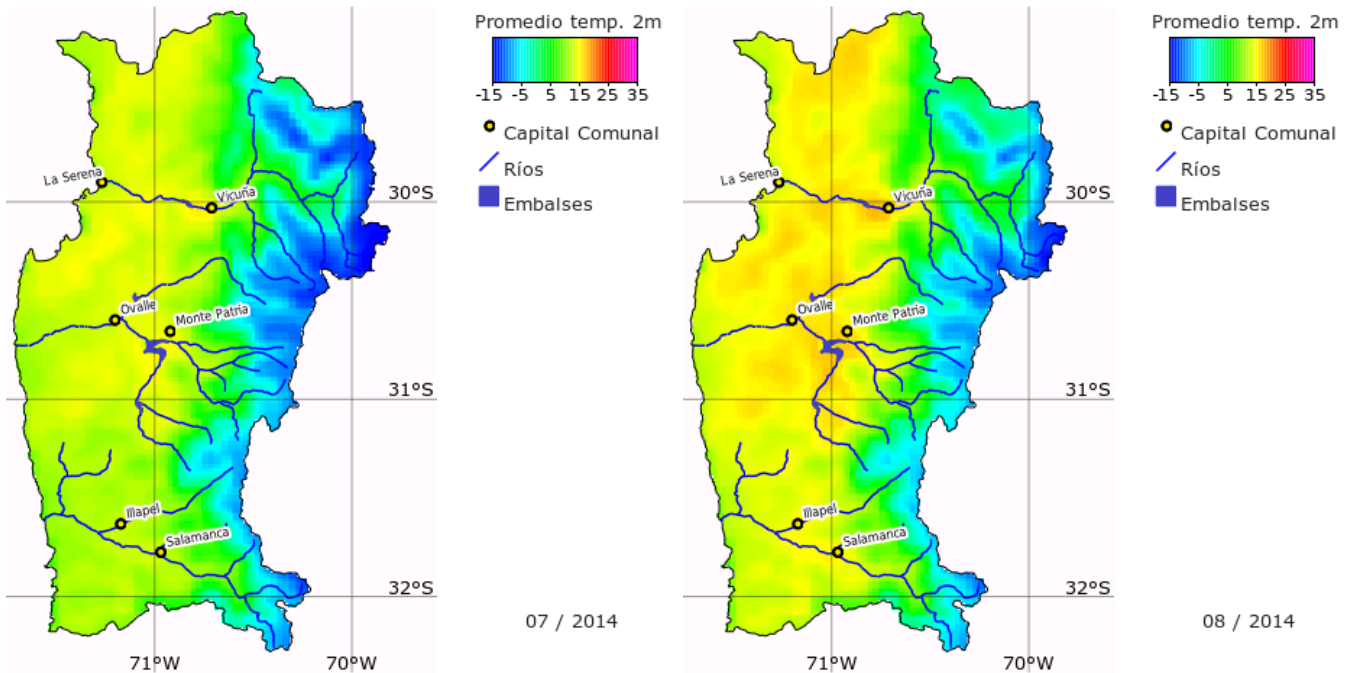 Promedio temp. 2m
-15 -5 5 15 25 35
Capital Comunal
Ríos
Embalses
La Serena
Vicuña
30°S
Ovalle
Monte Patria
31°S
Illapel
Salamanca
32°S
07 / 2014
71°W 70°W
Promedio temp. 2m
-15 -5 5 15 25 35
Capital Comunal
Ríos
Embalses
La Serena
Vicuña
30°S
Ovalle
Monte Patria
31°S
Illapel
Salamanca
32°S
08 / 2014
71°W 70°W